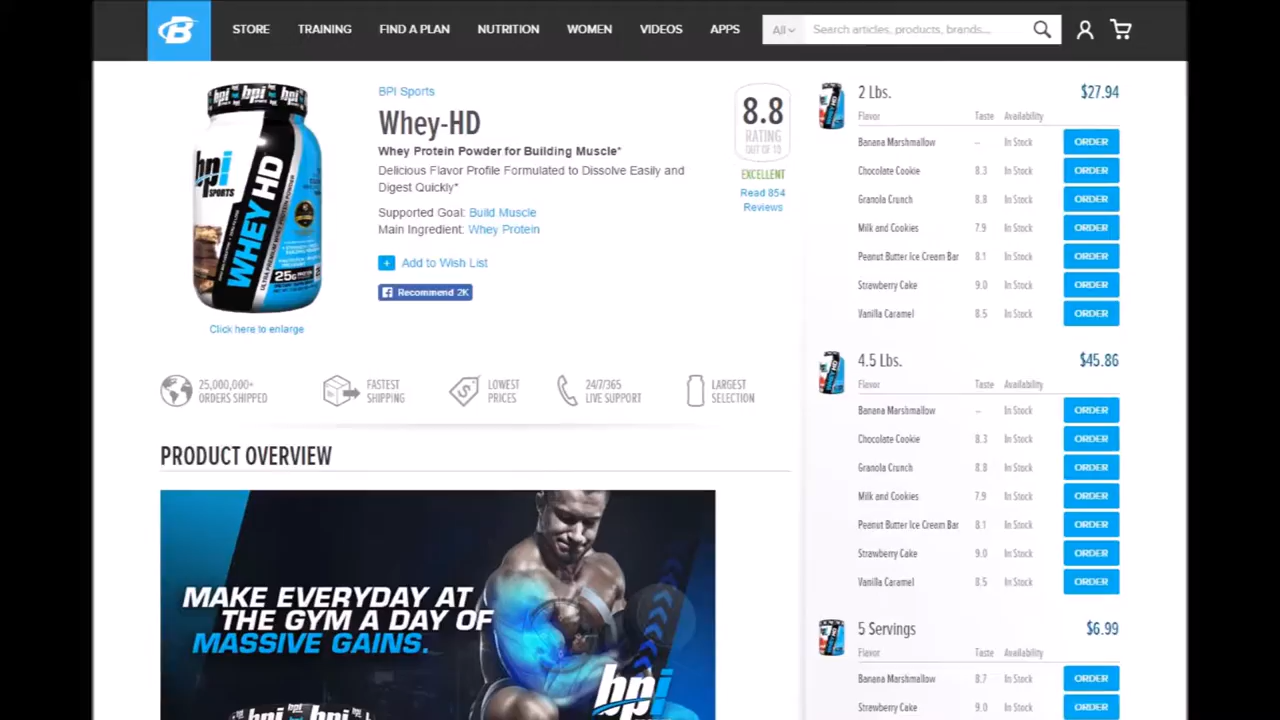 STORE TRAINING FIND A PLAN NUTRITION WOMEN VIDEOS APPS All Search articles, products, brands...
bpi bpi bpi
bpi
SPORTS
WHEY HD
25g
Click here to enlarge
BPI Sports
Whey-HD
Whey Protein Powder for Building Muscle*
Delicious Flavor Profile Formulated to Dissolve Easily and
Digest Quickly*
Supported Goal: Build Muscle
Main Ingredient: Whey Protein
+ Add to Wish List
Recommend 2K
8.8
RATING
OUT OF 10
EXCELLENT
Read 854
Reviews
25,000,000+
ORDERS SHIPPED
FASTEST
SHIPPING
LOWEST
PRICES
24/7/365
LIVE SUPPORT
LARGEST
SELECTION
PRODUCT OVERVIEW
MAKE EVERYDAY AT
THE GYM A DAY OF
MASSIVE GAINS.
bpi
bpi bpi
2 Lbs. $27.94
Flavor Taste Availability
Banana Marshmallow – In Stock ORDER
Chocolate Cookie 8.3 In Stock ORDER
Granola Crunch 8.8 In Stock ORDER
Milk and Cookies 7.9 In Stock ORDER
Peanut Butter Ice Cream Bar 8.1 In Stock ORDER
Strawberry Cake 9.0 In Stock ORDER
Vanilla Caramel 8.5 In Stock ORDER
4.5 Lbs. $45.86
Flavor Taste Availability
Banana Marshmallow – In Stock ORDER
Chocolate Cookie 8.3 In Stock ORDER
Granola Crunch 8.8 In Stock ORDER
Milk and Cookies 7.9 In Stock ORDER
Peanut Butter Ice Cream Bar 8.1 In Stock ORDER
Strawberry Cake 9.0 In Stock ORDER
Vanilla Caramel 8.5 In Stock ORDER
5 Servings $6.99
Flavor Taste Availability
Banana Marshmallow 8.7 In Stock ORDER
Strawberry Cake 9.0 In Stock ORDER